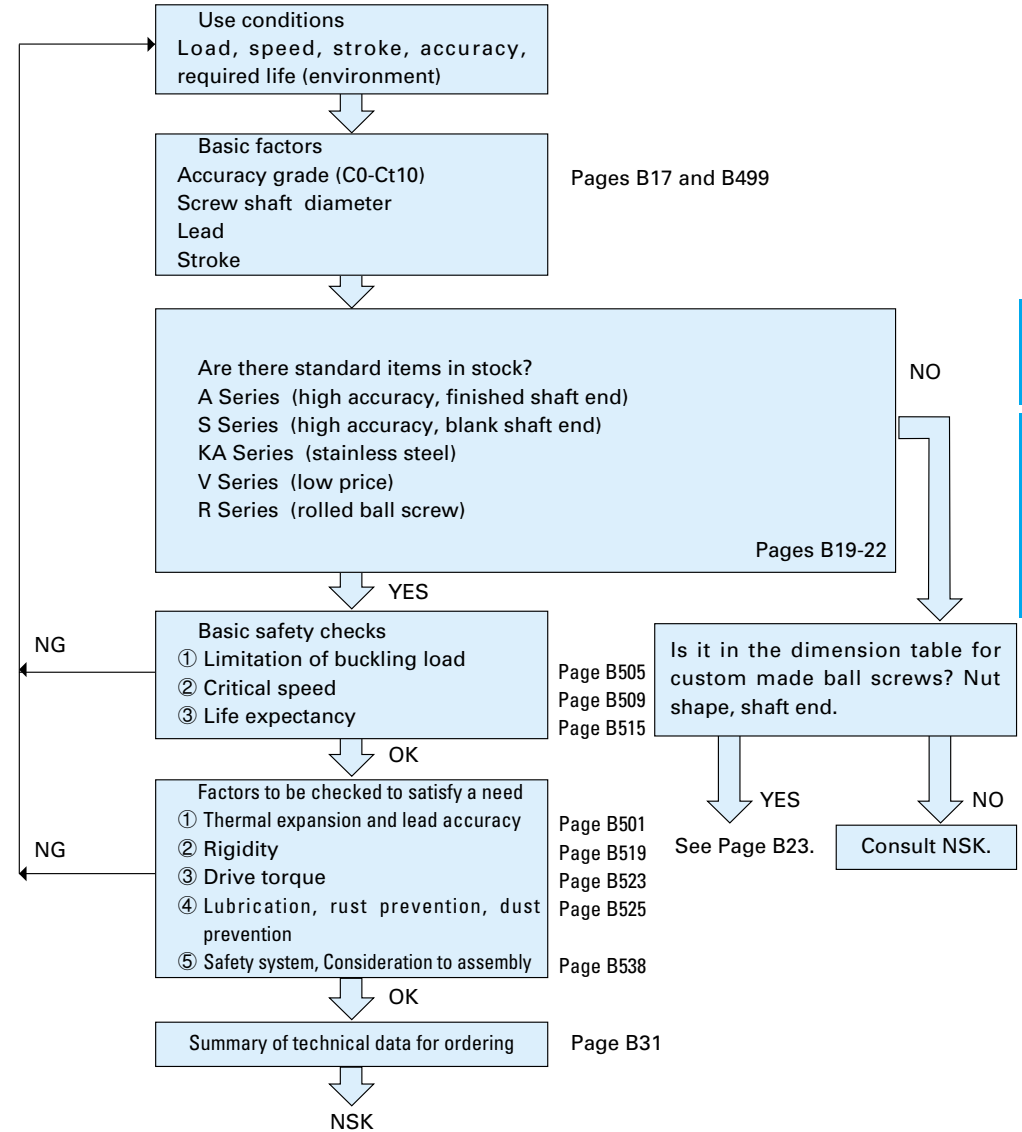 Use conditions
Load, speed, stroke, accuracy,
required life (environment)
Basic factors
Accuracy grade (C0-Ct10)
Screw shaft diameter
Lead
Stroke
Pages B17 and B499
Are there standard items in stock?
A Series (high accuracy, finished shaft end)
S Series (high accuracy, blank shaft end)
KA Series (stainless steel)
V Series (low price)
R Series (rolled ball screw)
Pages B19-22
NO
YES
NG
Basic safety checks
① Limitation of buckling load
② Critical speed
③ Life expectancy
Page B505
Page B509
Page B515
Is it in the dimension table for
custom made ball screws? Nut
shape, shaft end.
OK
YES
NO
See Page B23.
Consult NSK.
NG
Factors to be checked to satisfy a need
① Thermal expansion and lead accuracy
② Rigidity
③ Drive torque
④ Lubrication, rust prevention, dust
prevention
⑤ Safety system, Consideration to assembly
Page B501
Page B519
Page B523
Page B525
Page B538
OK
Summary of technical data for ordering
Page B31
NSK